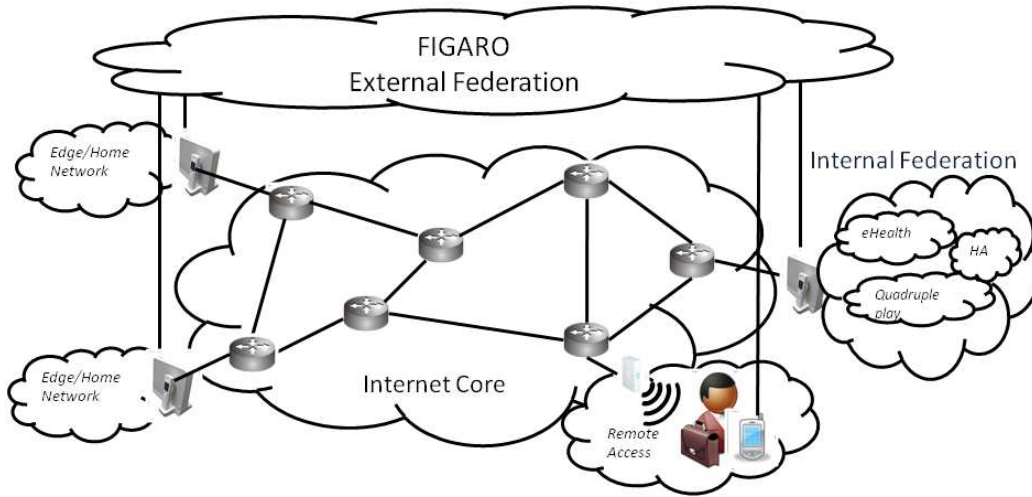 FIGARO
External Federation
Edge/Home
Network
Internal Federation
eHealth
HA
Quadruple
play
Edge/Home
Network
Internet Core
Remote
Access